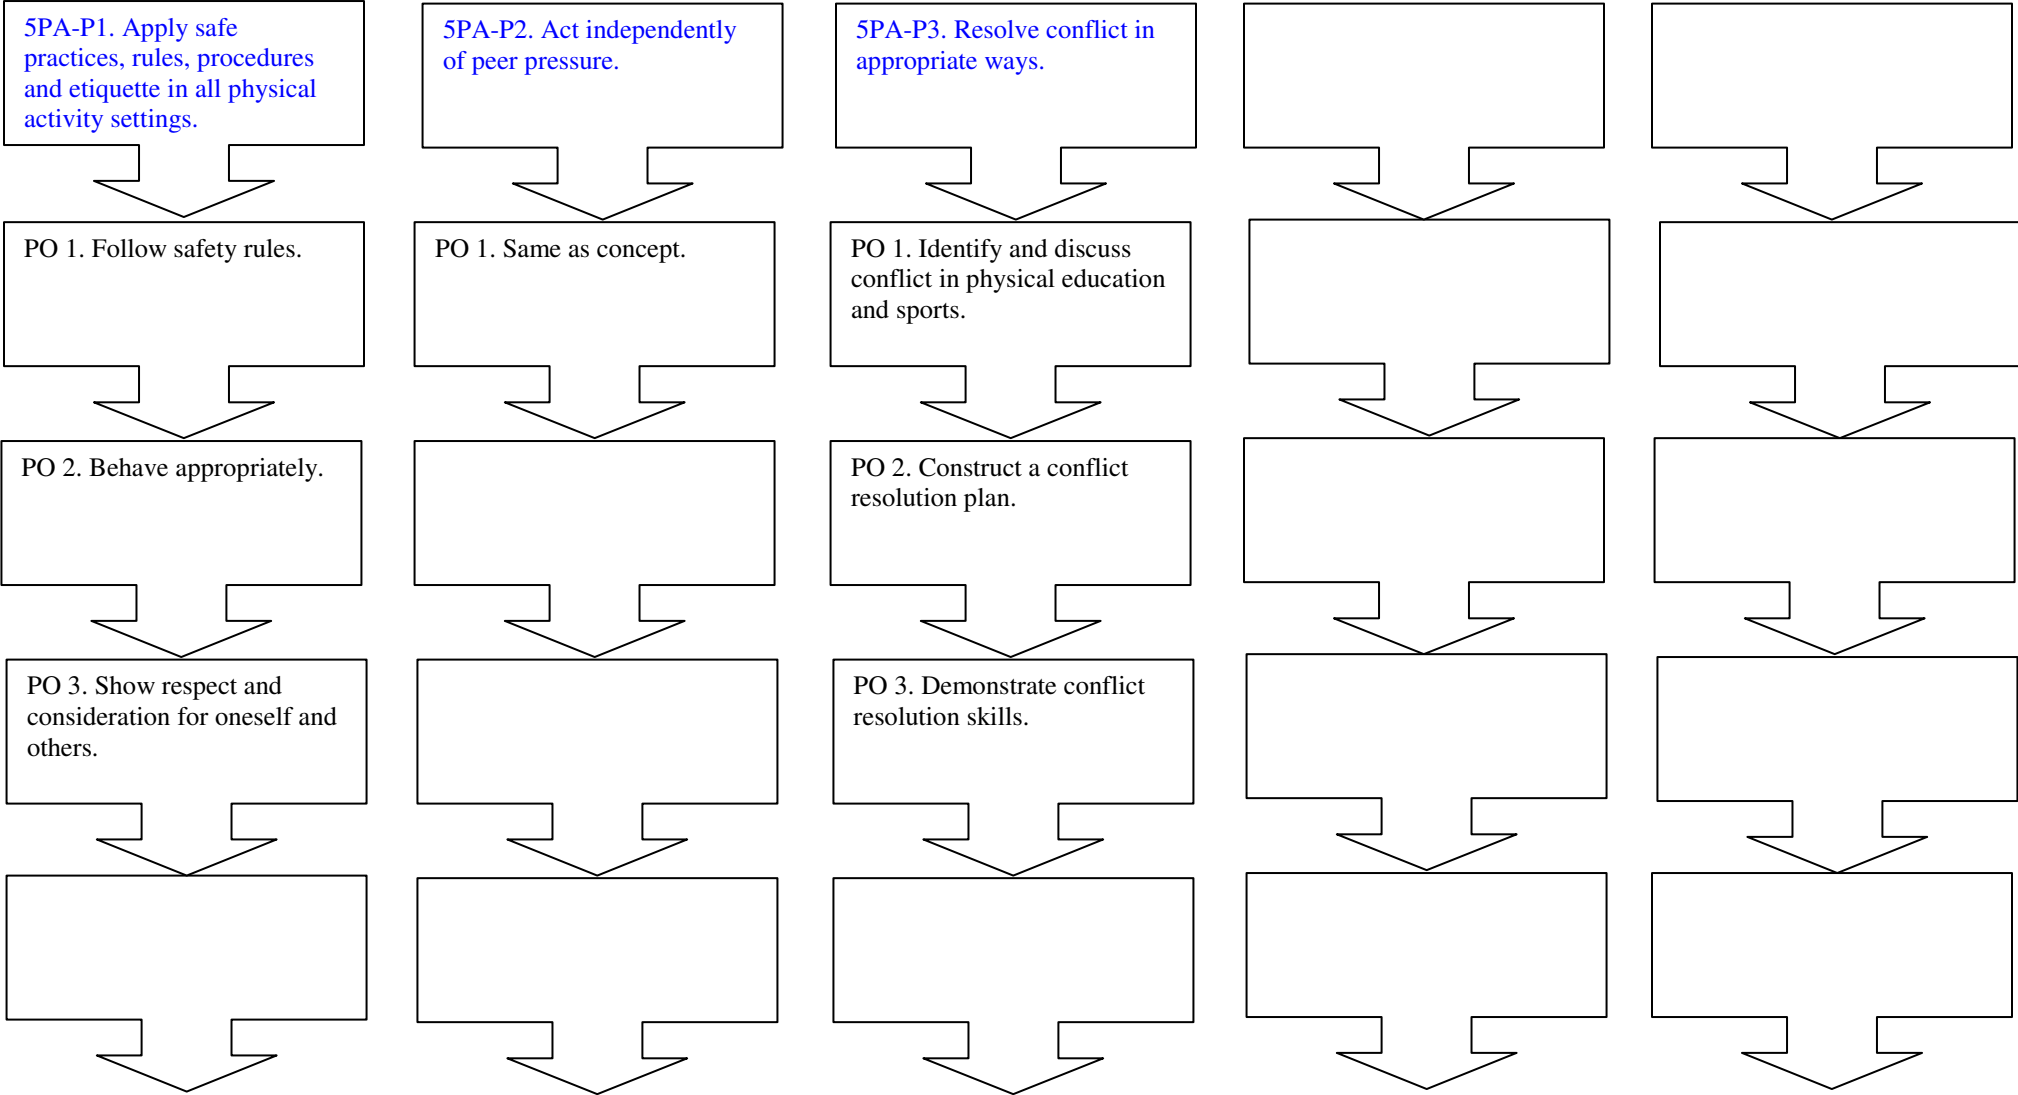 5PA-P1. Apply safe
practices, rules, procedures
and etiquette in all physical
activity settings.
5PA-P2. Act independently
of peer pressure.
5PA-P3. Resolve conflict in
appropriate ways.
PO 1. Follow safety rules.
PO 1. Same as concept.
PO 1. Identify and discuss
conflict in physical education
and sports.
PO 2. Behave appropriately.
PO 2. Construct a conflict
resolution plan.
PO 3. Show respect and
consideration for oneself and
others.
PO 3. Demonstrate conflict
resolution skills.